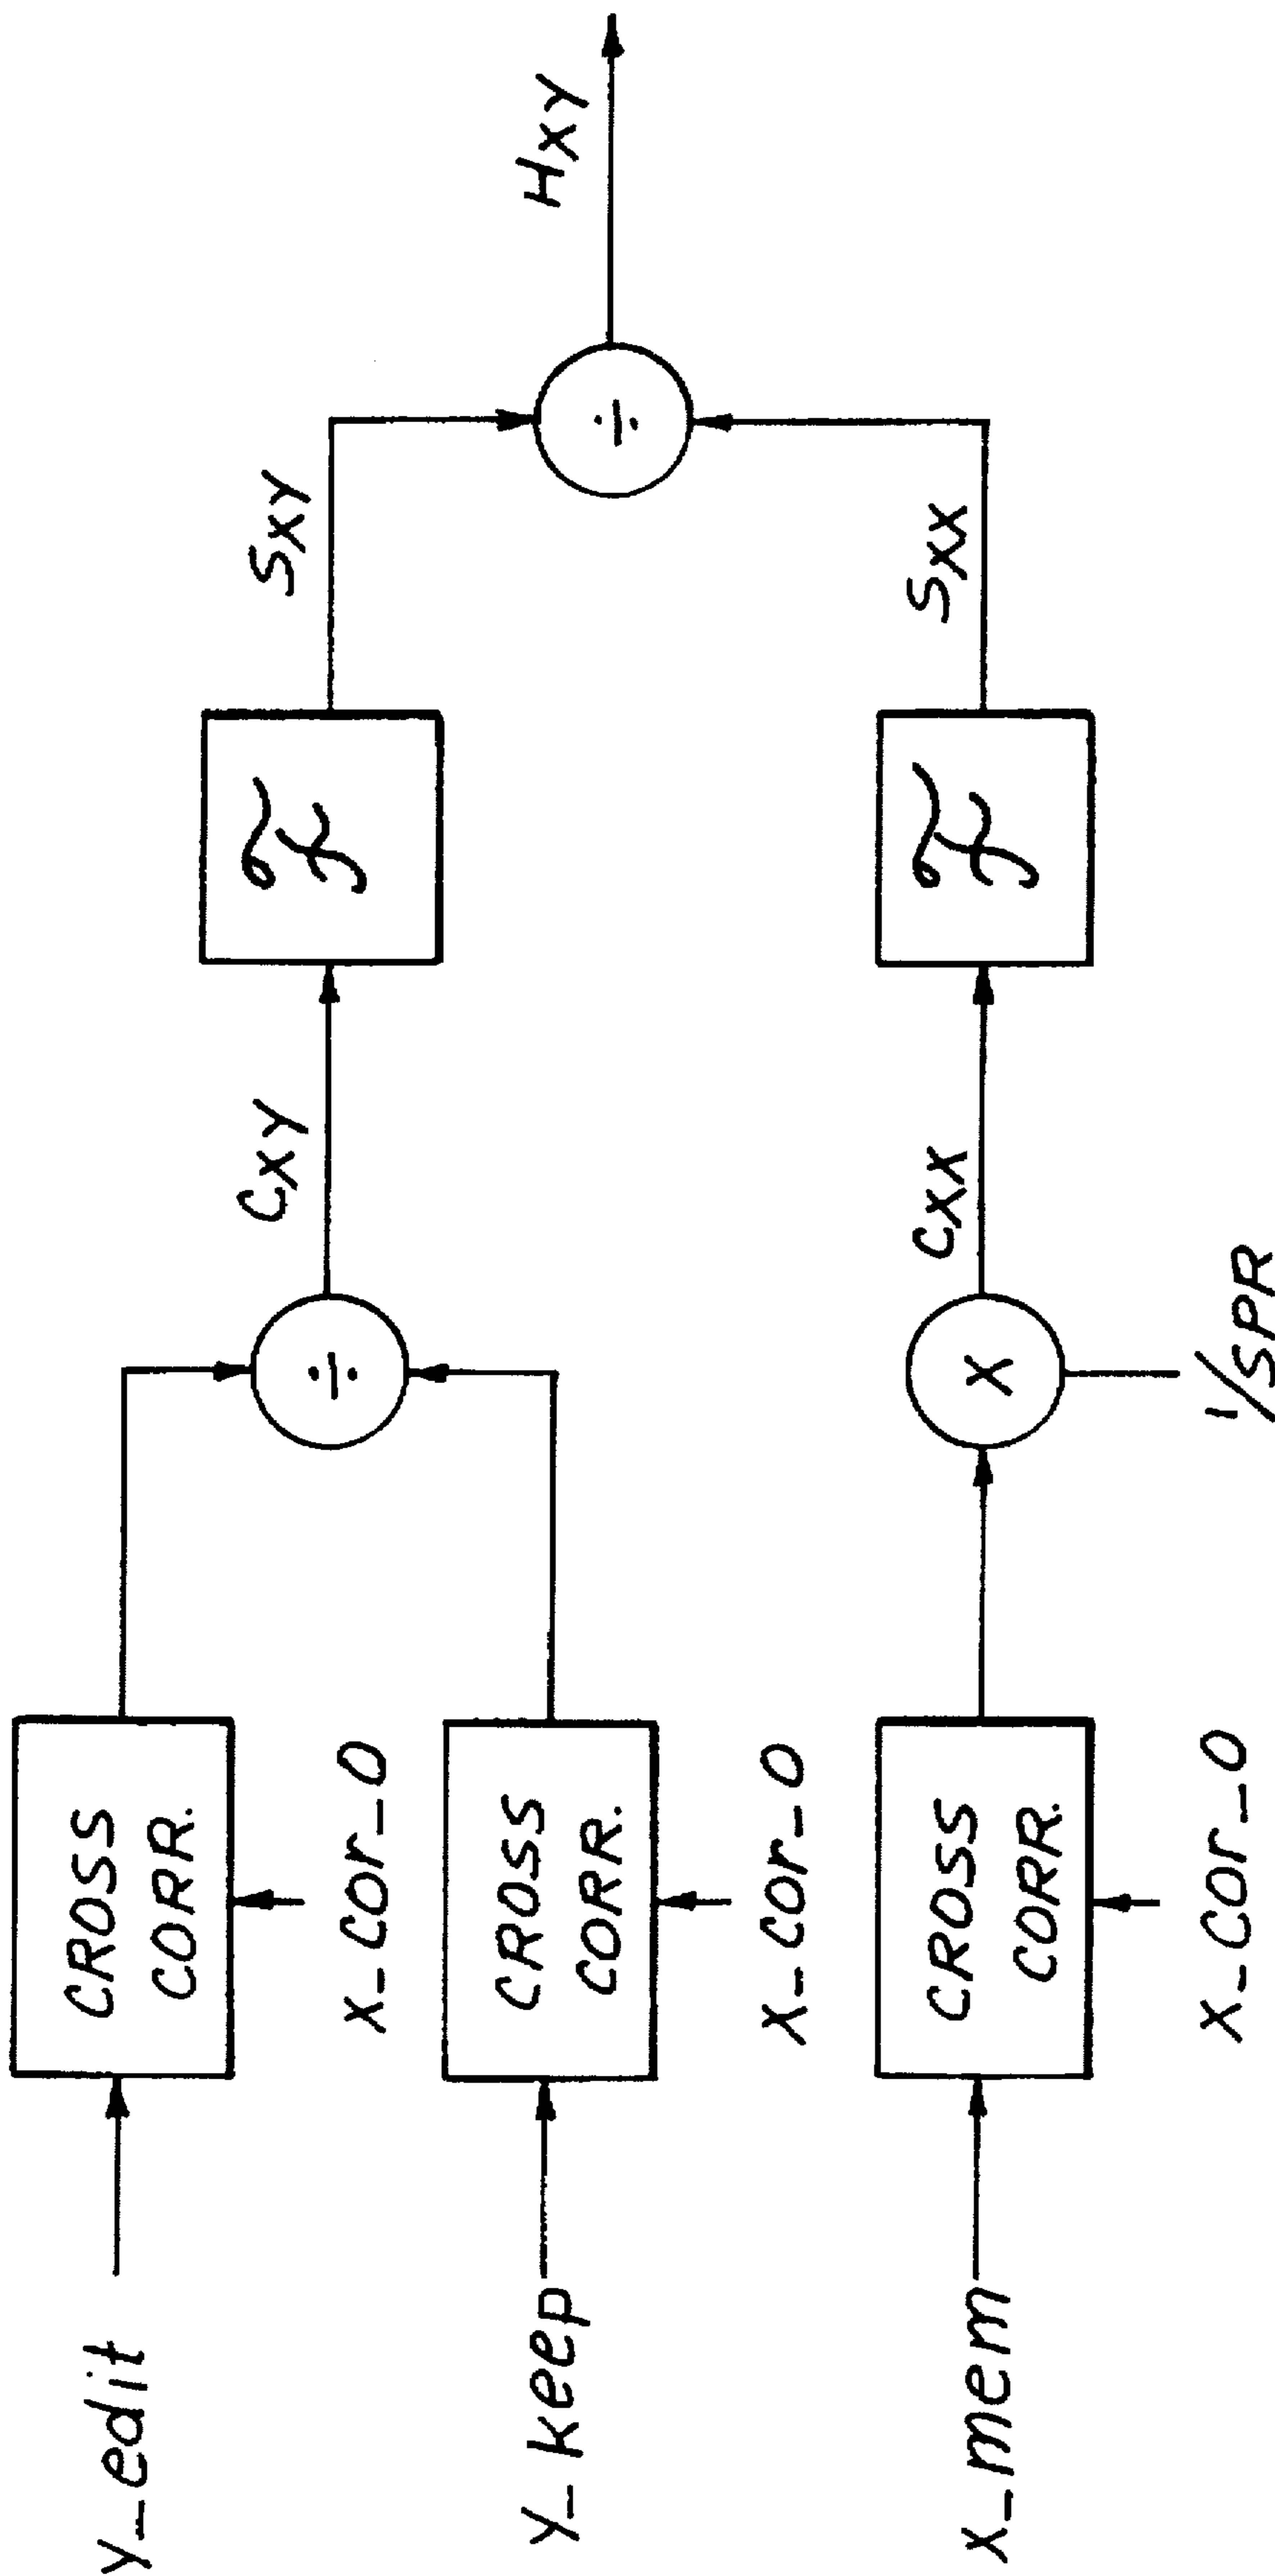 y_edit
CROSS
CORR.
X_Cor_0
÷
Cxy
ℱ
Sxy
y_keep
CROSS
CORR.
X_Cor_0
÷
Hxy
x_mem
CROSS
CORR.
X_Cor_0
X
1/SPR
Cxx
ℱ
Sxx